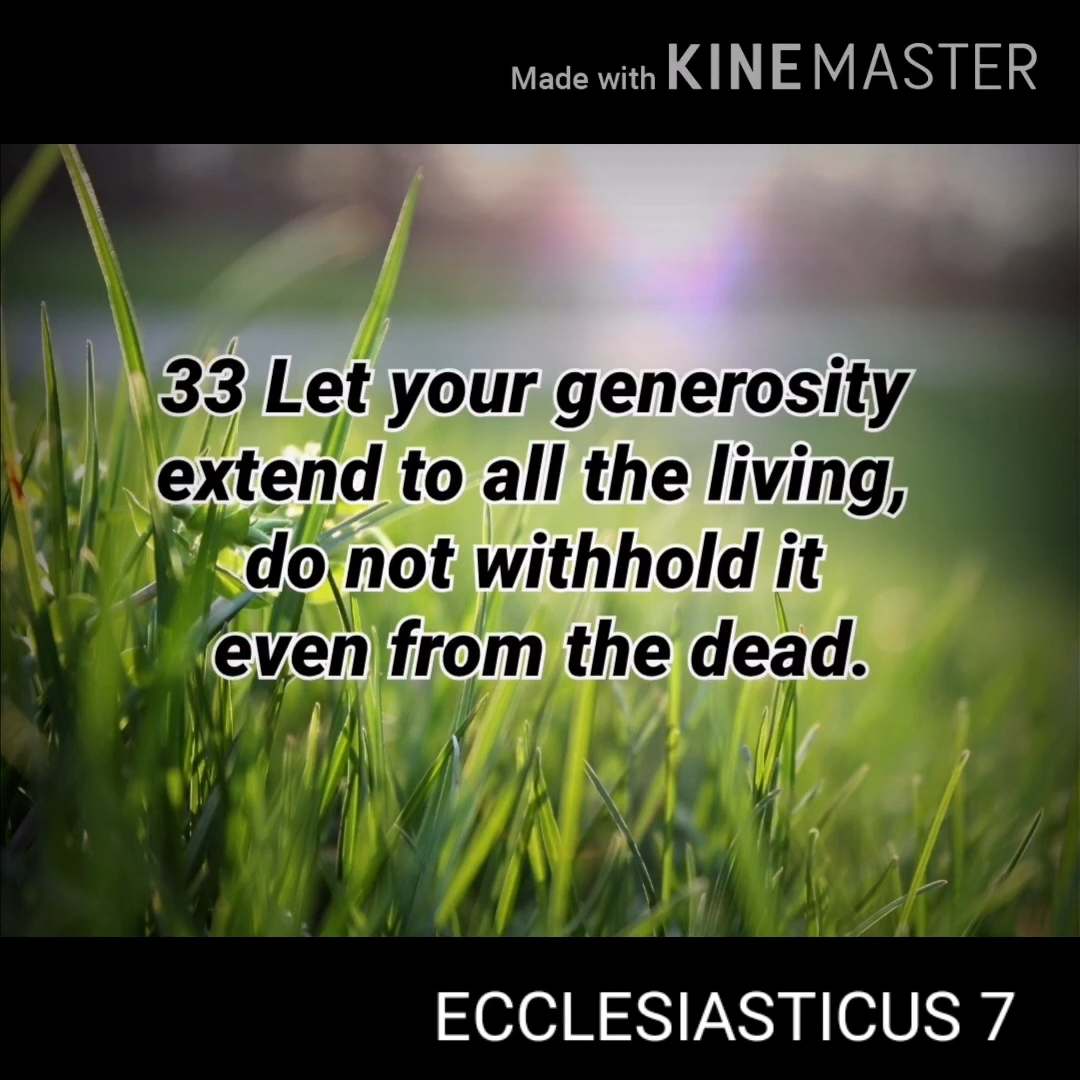 Made with KINEMASTER
33 Let your generosity
extend to all the living,
do not withhold it
even from the dead.
ECCLESIASTICUS 7